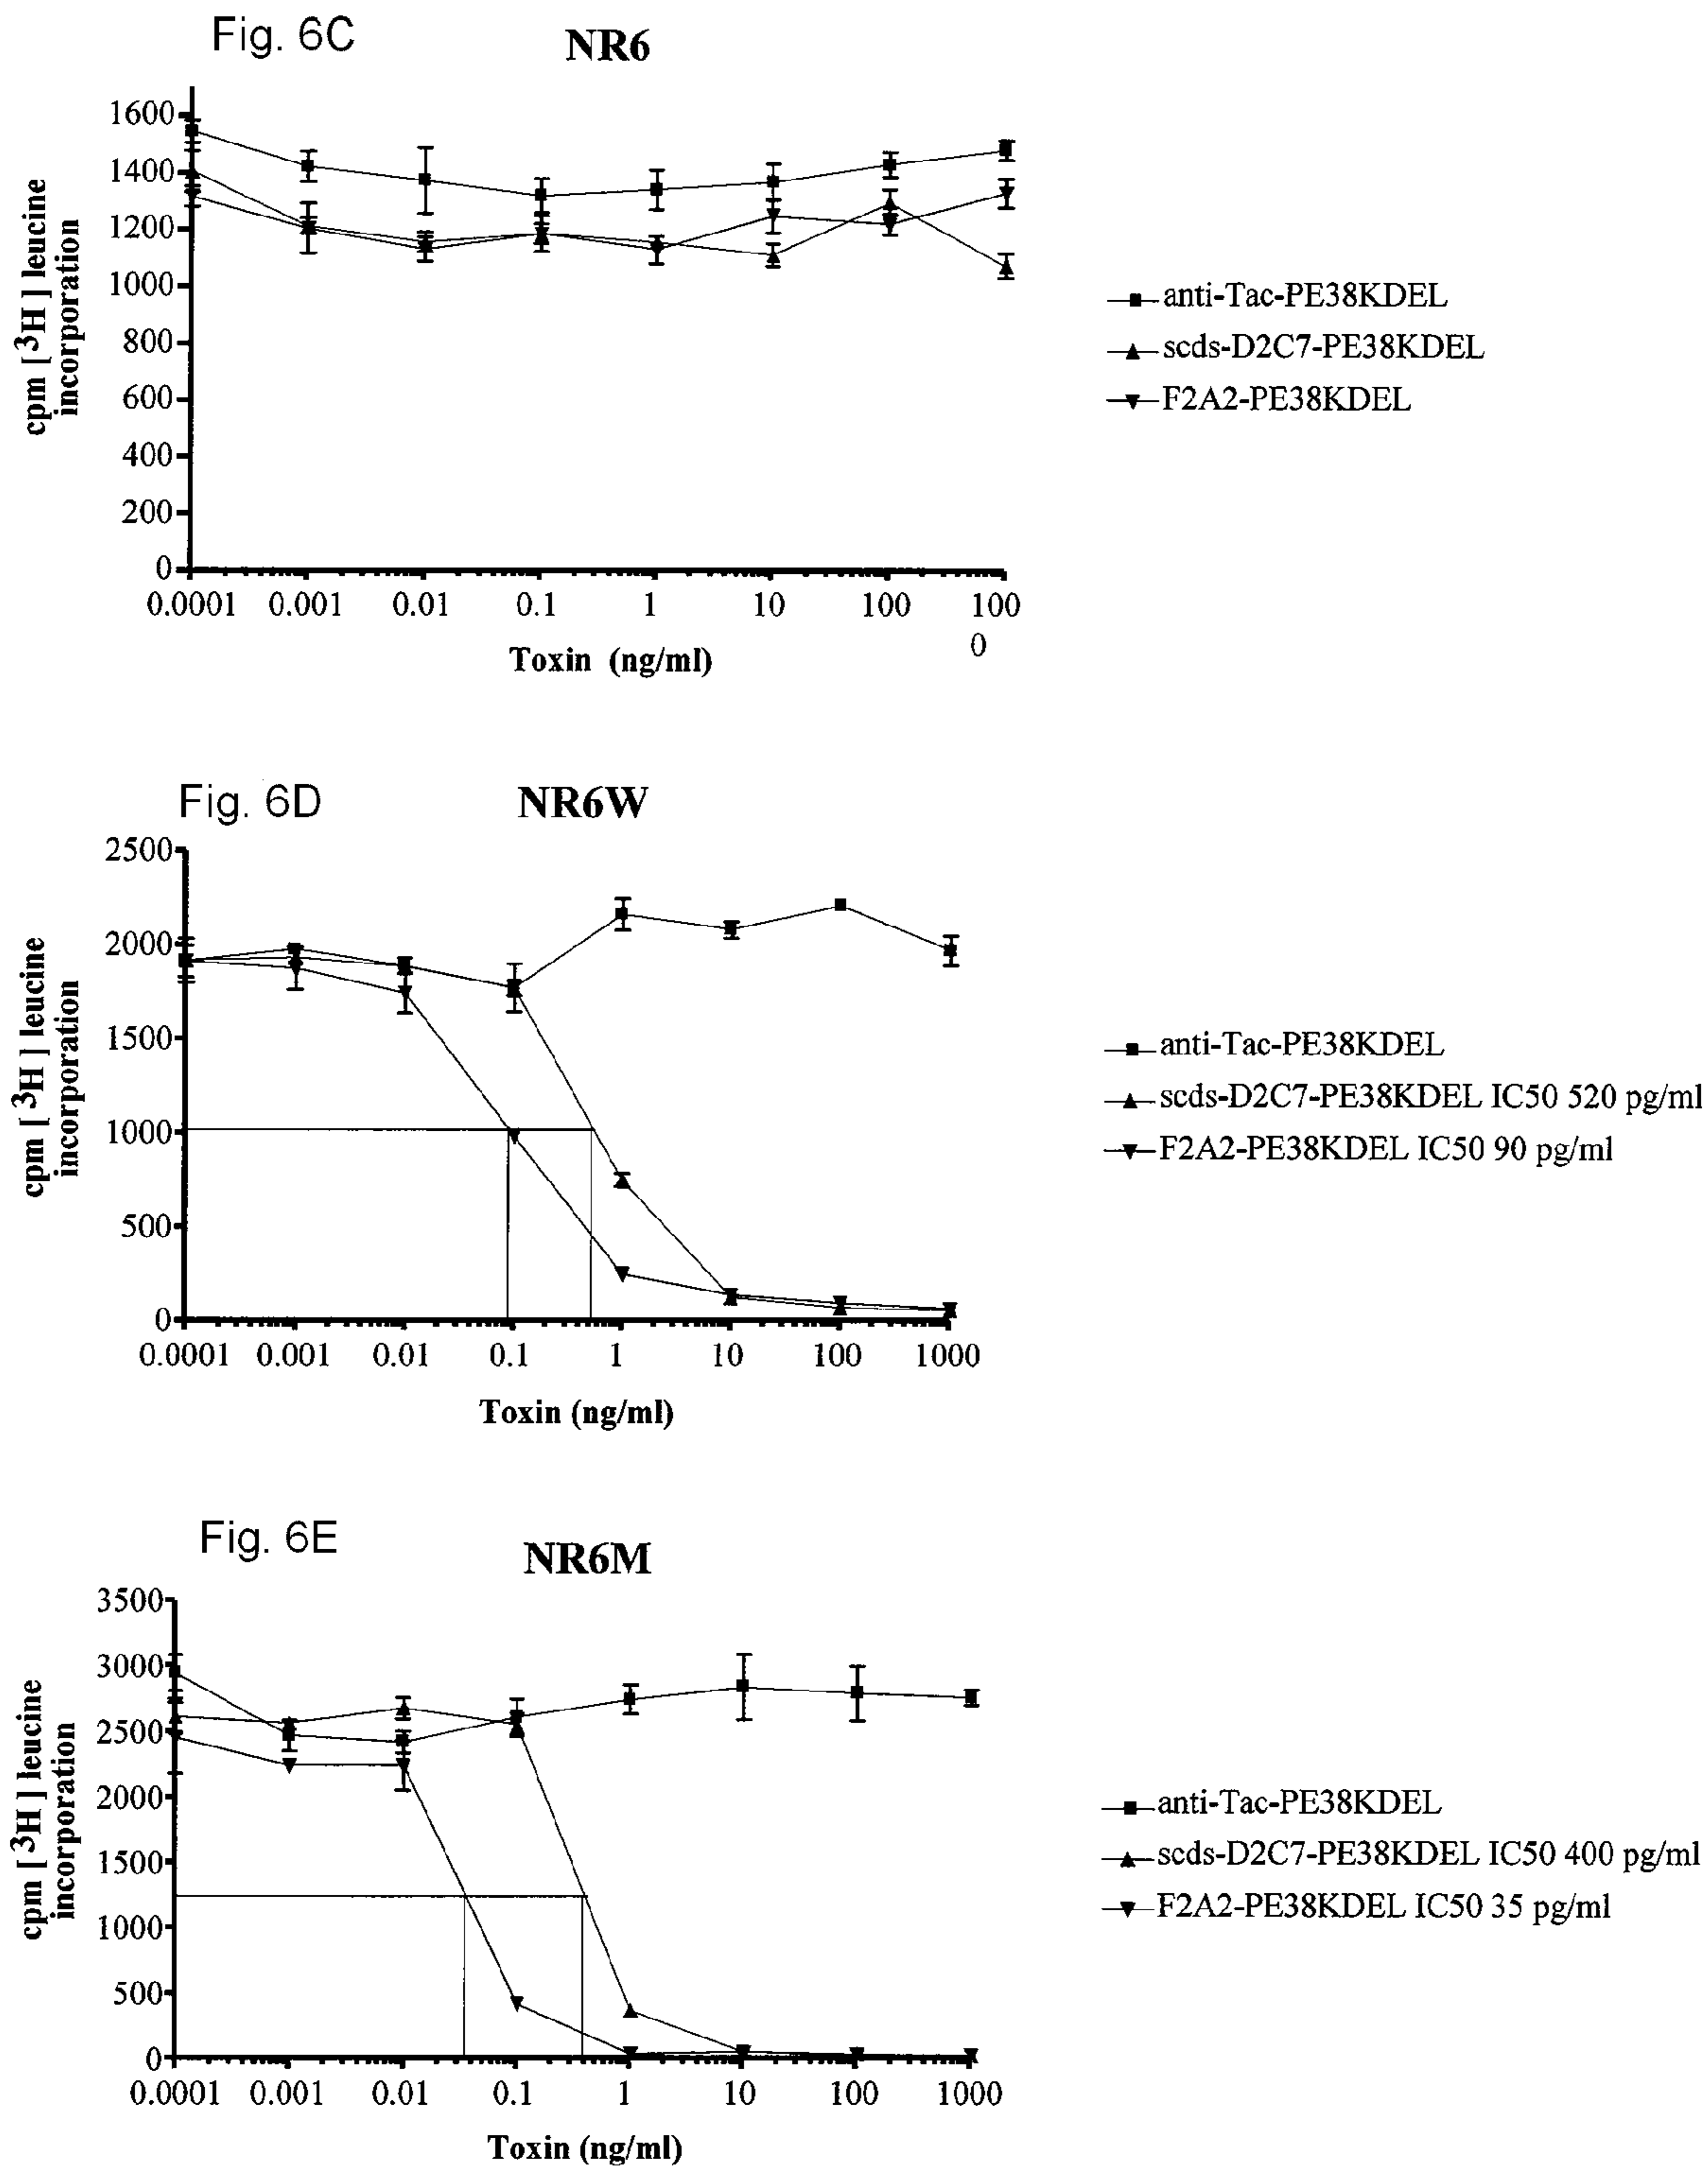 Fig. 6C
NR6
1600
1400
1200
1000
800
600
400
200
0
cpm [ 3H ] leucine
incorporation
0.0001 0.001 0.01 0.1 1 10 100 100
0
Toxin (ng/ml)
anti-Tac-PE38KDEL
scds-D2C7-PE38KDEL
F2A2-PE38KDEL
Fig. 6D
NR6W
2500
2000
1500
1000
500
0
cpm [ 3H ] leucine
incorporation
0.0001 0.001 0.01 0.1 1 10 100 1000
Toxin (ng/ml)
anti-Tac-PE38KDEL
scds-D2C7-PE38KDEL IC50 520 pg/ml
F2A2-PE38KDEL IC50 90 pg/ml
Fig. 6E
NR6M
3500
3000
2500
2000
1500
1000
500
0
cpm [ 3H ] leucine
incorporation
0.0001 0.001 0.01 0.1 1 10 100 1000
Toxin (ng/ml)
anti-Tac-PE38KDEL
scds-D2C7-PE38KDEL IC50 400 pg/ml
F2A2-PE38KDEL IC50 35 pg/ml